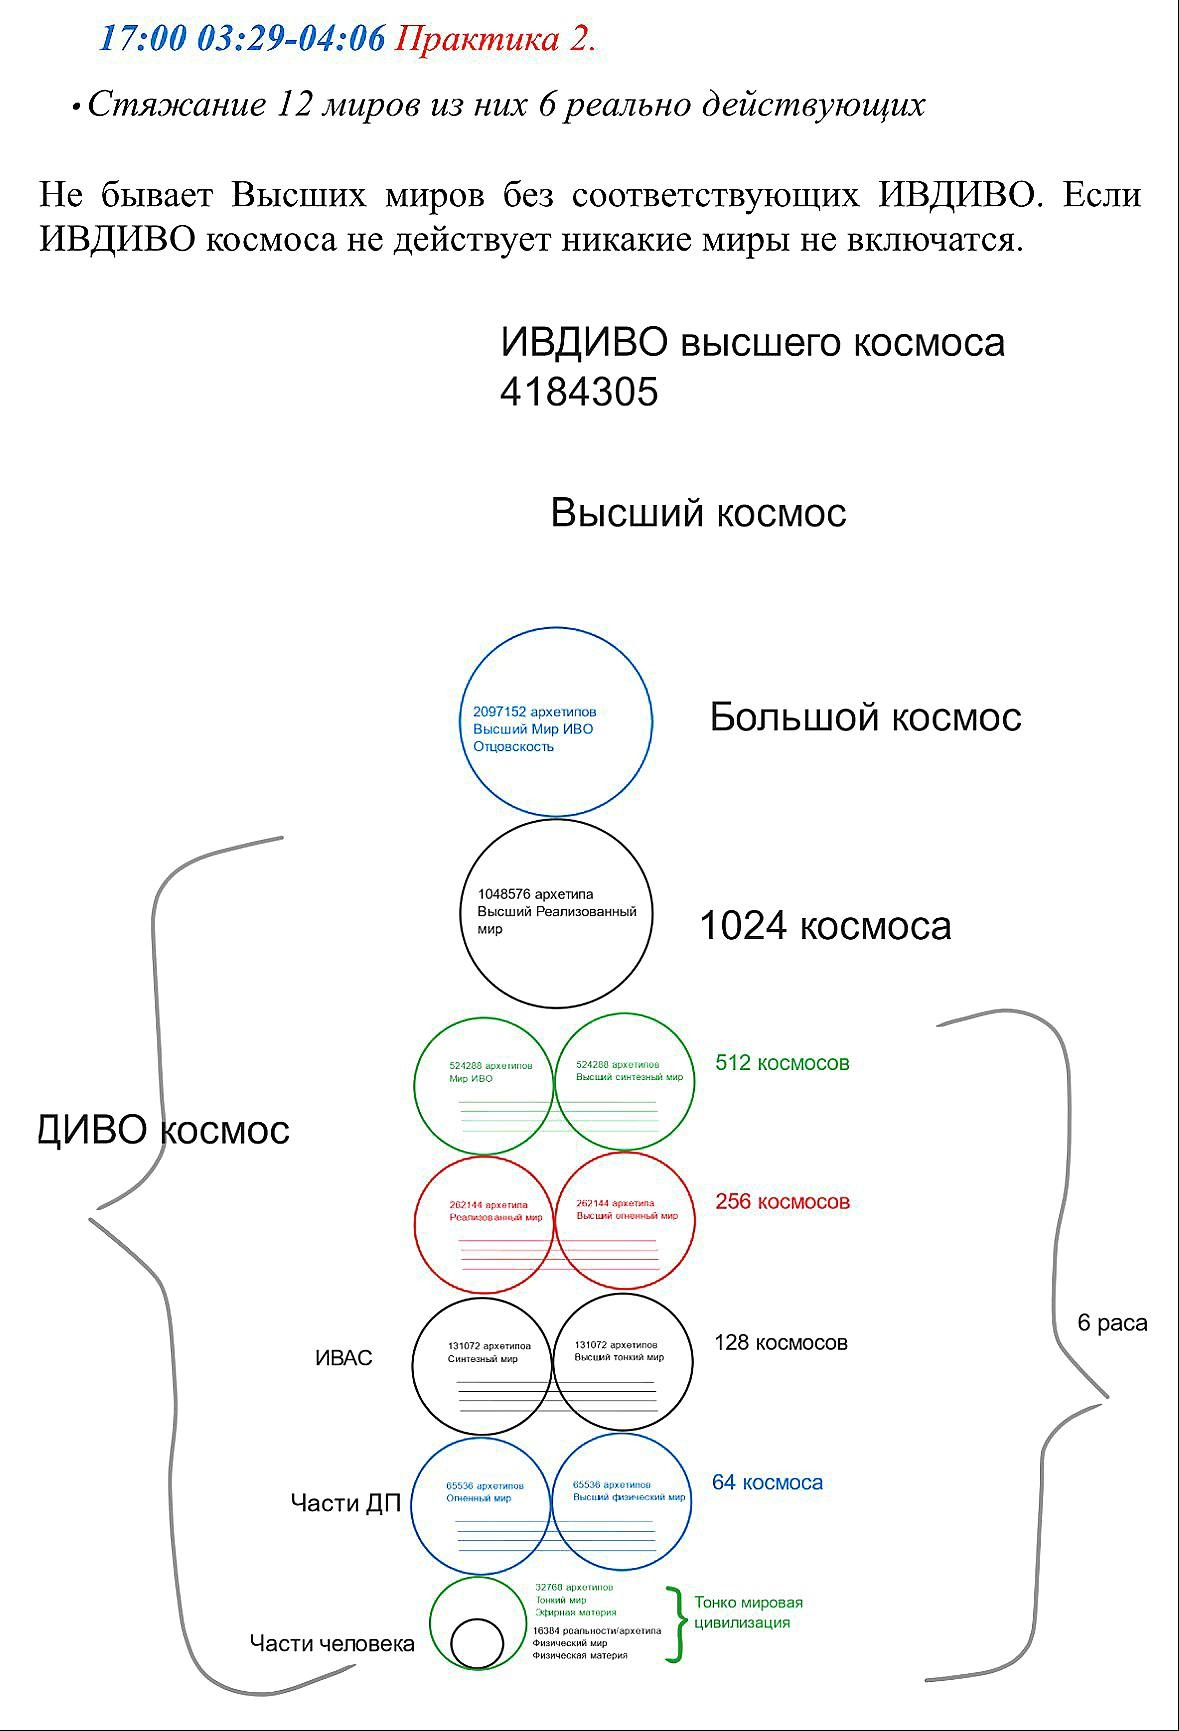 17:00 03:29-04:06 Практика 2.
• Стяжание 12 миров из них 6 реально действующих
Не бывает Высших миров без соответствующих ИВДИВО. Если
ИВДИВО космоса не действует никакие миры не включатся.
ИВДИВО высшего космоса
4184305
Высший космос
2097152 архетипов
Высший Мир ИВО
Отцовскость
Большой космос
1048576 архетипа
Высший Реализованный
мир
1024 космоса
524288 архетипов
Мир ИВО
524288 архетипов
Высший синтезный мир
512 космосов
ДИВО космос
262144 архетипа
Реализованный мир
262144 архетипа
Высший огненный мир
256 космосов
6 раса
ИВАС
131072 архетипоа
Синтезный мир
131072 архетипов
Высший тонкий мир
128 космосов
Части ДП
65536 архетипов
Огненный мир
65536 архетипов
Высший физический мир
64 космоса
Части человека
32768 архетипов
Тонкий мир
Эфирная материя
16384 реальности/архетипа
Физический мир
Физическая материя
Тонко мировая
цивилизация